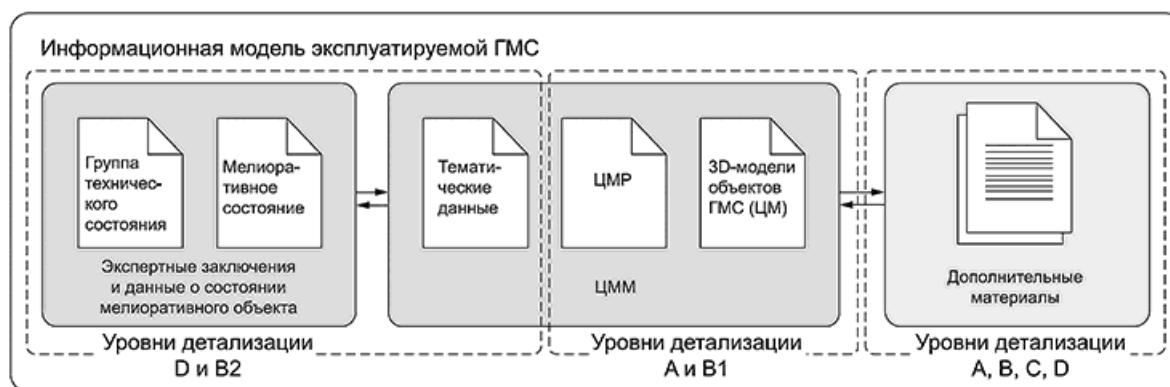 Информационная модель эксплуатируемой ГМС
Группа
техничес-
кого
состояния
Мелиора-
тивное
состояние
Экспертные заключения
и данные о состоянии
мелиоративного объекта
Темати-
ческие
данные
ЦМР
3D-модели
объектов
ГМС (ЦМ)
ЦММ
Дополнительные
материалы
Уровни детализации
D и B2
Уровни детализации
А и B1
Уровни детализации
А, B, C, D